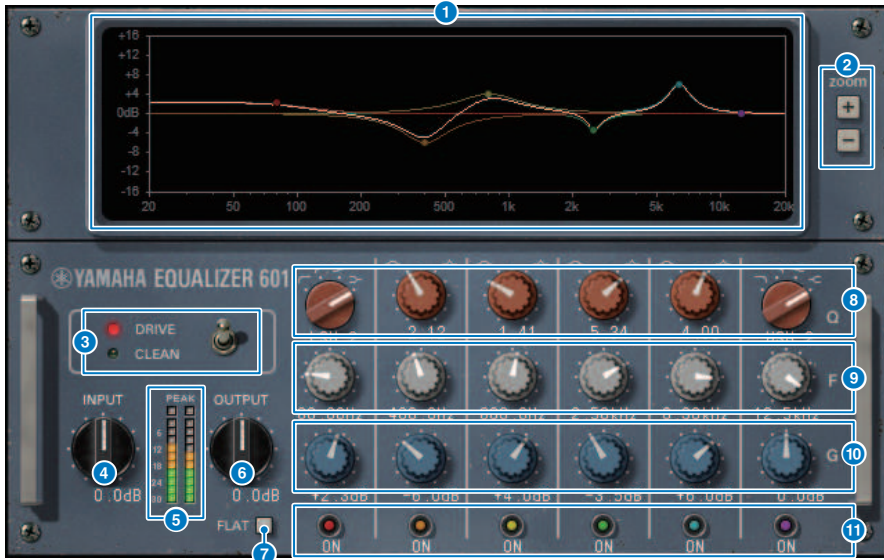 1
+16
+12
+8
+4
0dB
-4
-8
-12
-16
20 50 100 200 500 1k 2k 5k 10k 20k
2
zoom
+
−
YAMAHA EQUALIZER 601
3
DRIVE
CLEAN
INPUT
PEAK
OUTPUT
6
12
18
24
30
4
0.0dB
5
6
0.0dB
FLAT
7
8
Q
2.12 1.41 5.24 4.00
9
F
12.5kHz
10
G
+2.3dB -6.0dB +4.0dB -3.5dB +6.0dB 0.0dB
11
ON ON ON ON ON ON